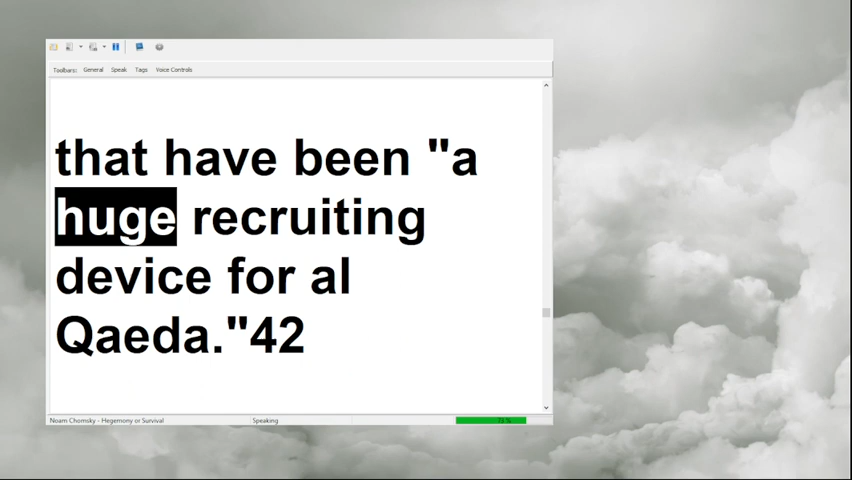 Toolbars: General Speak Tags Voice Controls
that have been "a
huge recruiting
device for al
Qaeda."42
Noam Chomsky - Hegemony or Survival Speaking 75 %